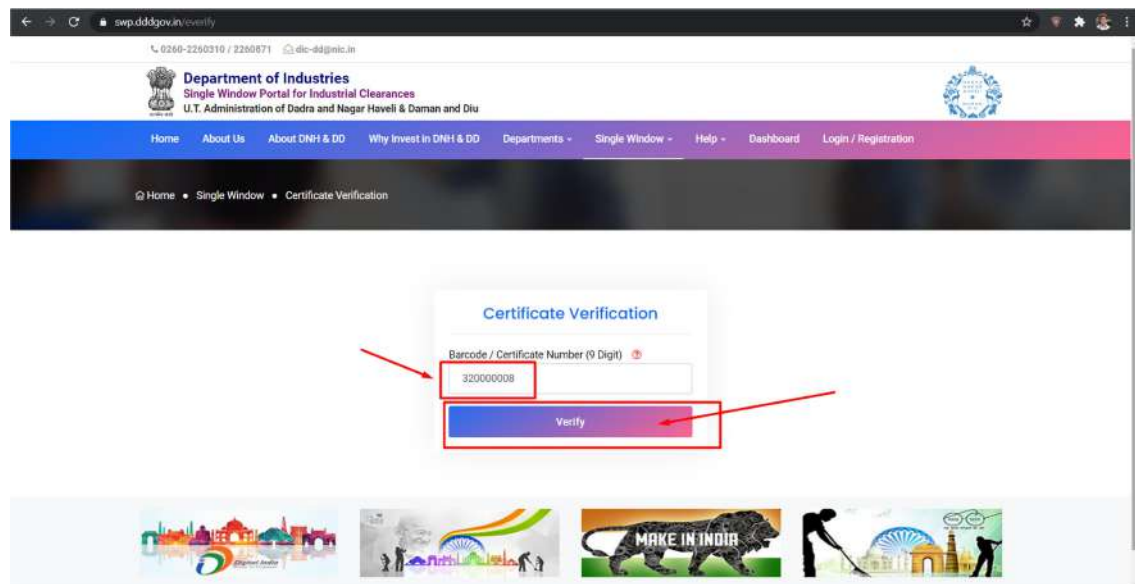 swp.dddgov.in/everify
0260-2260310 / 2260871 dic-dd@nic.in
Department of Industries
Single Window Portal for Industrial Clearances
U.T. Administration of Dadra and Nagar Haveli & Daman and Diu
Home About Us About DNH & DD Why Invest in DNH & DD Departments Single Window Help Dashboard Login / Registration
Home • Single Window • Certificate Verification
Certificate Verification
Barcode / Certificate Number (9 Digit)
320000008
Verify
Digital India
MAKE IN INDIA